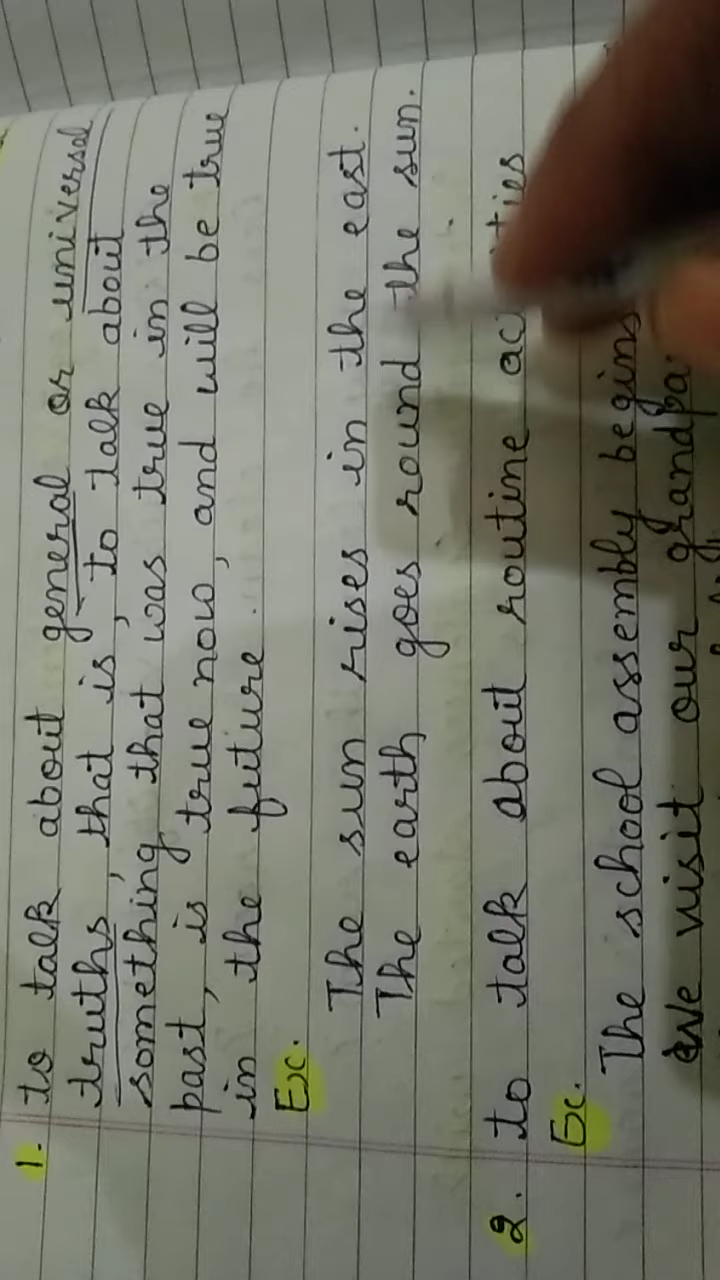 1. to talk about general or universal
truths, that is, to talk about
something that was true in the
past, is true now, and will be true
in the future.
Ex.
The sun rises in the east.
The earth goes round the sun.
2. to talk about routine
Ex.
The school assembly begins
We visit our